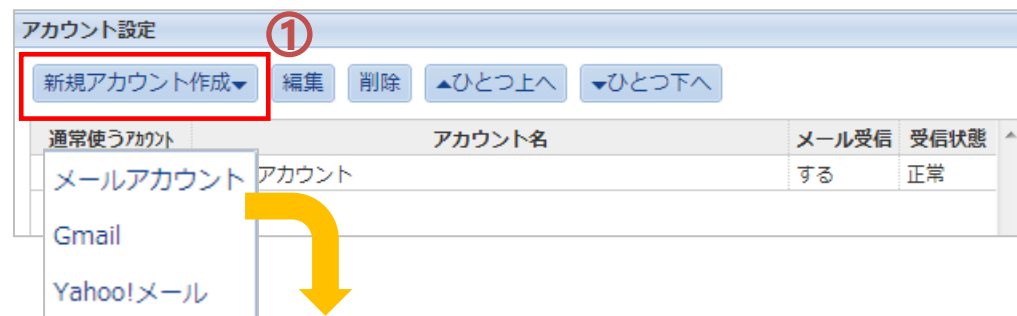 アカウント設定
①
新規アカウント作成▼ 編集 削除 ▲ひとつ上へ ▼ひとつ下へ
通常使うｱｶｳﾝﾄ アカウント名 メール受信 受信状態
アカウント する 正常
メールアカウント
Gmail
Yahoo!メール